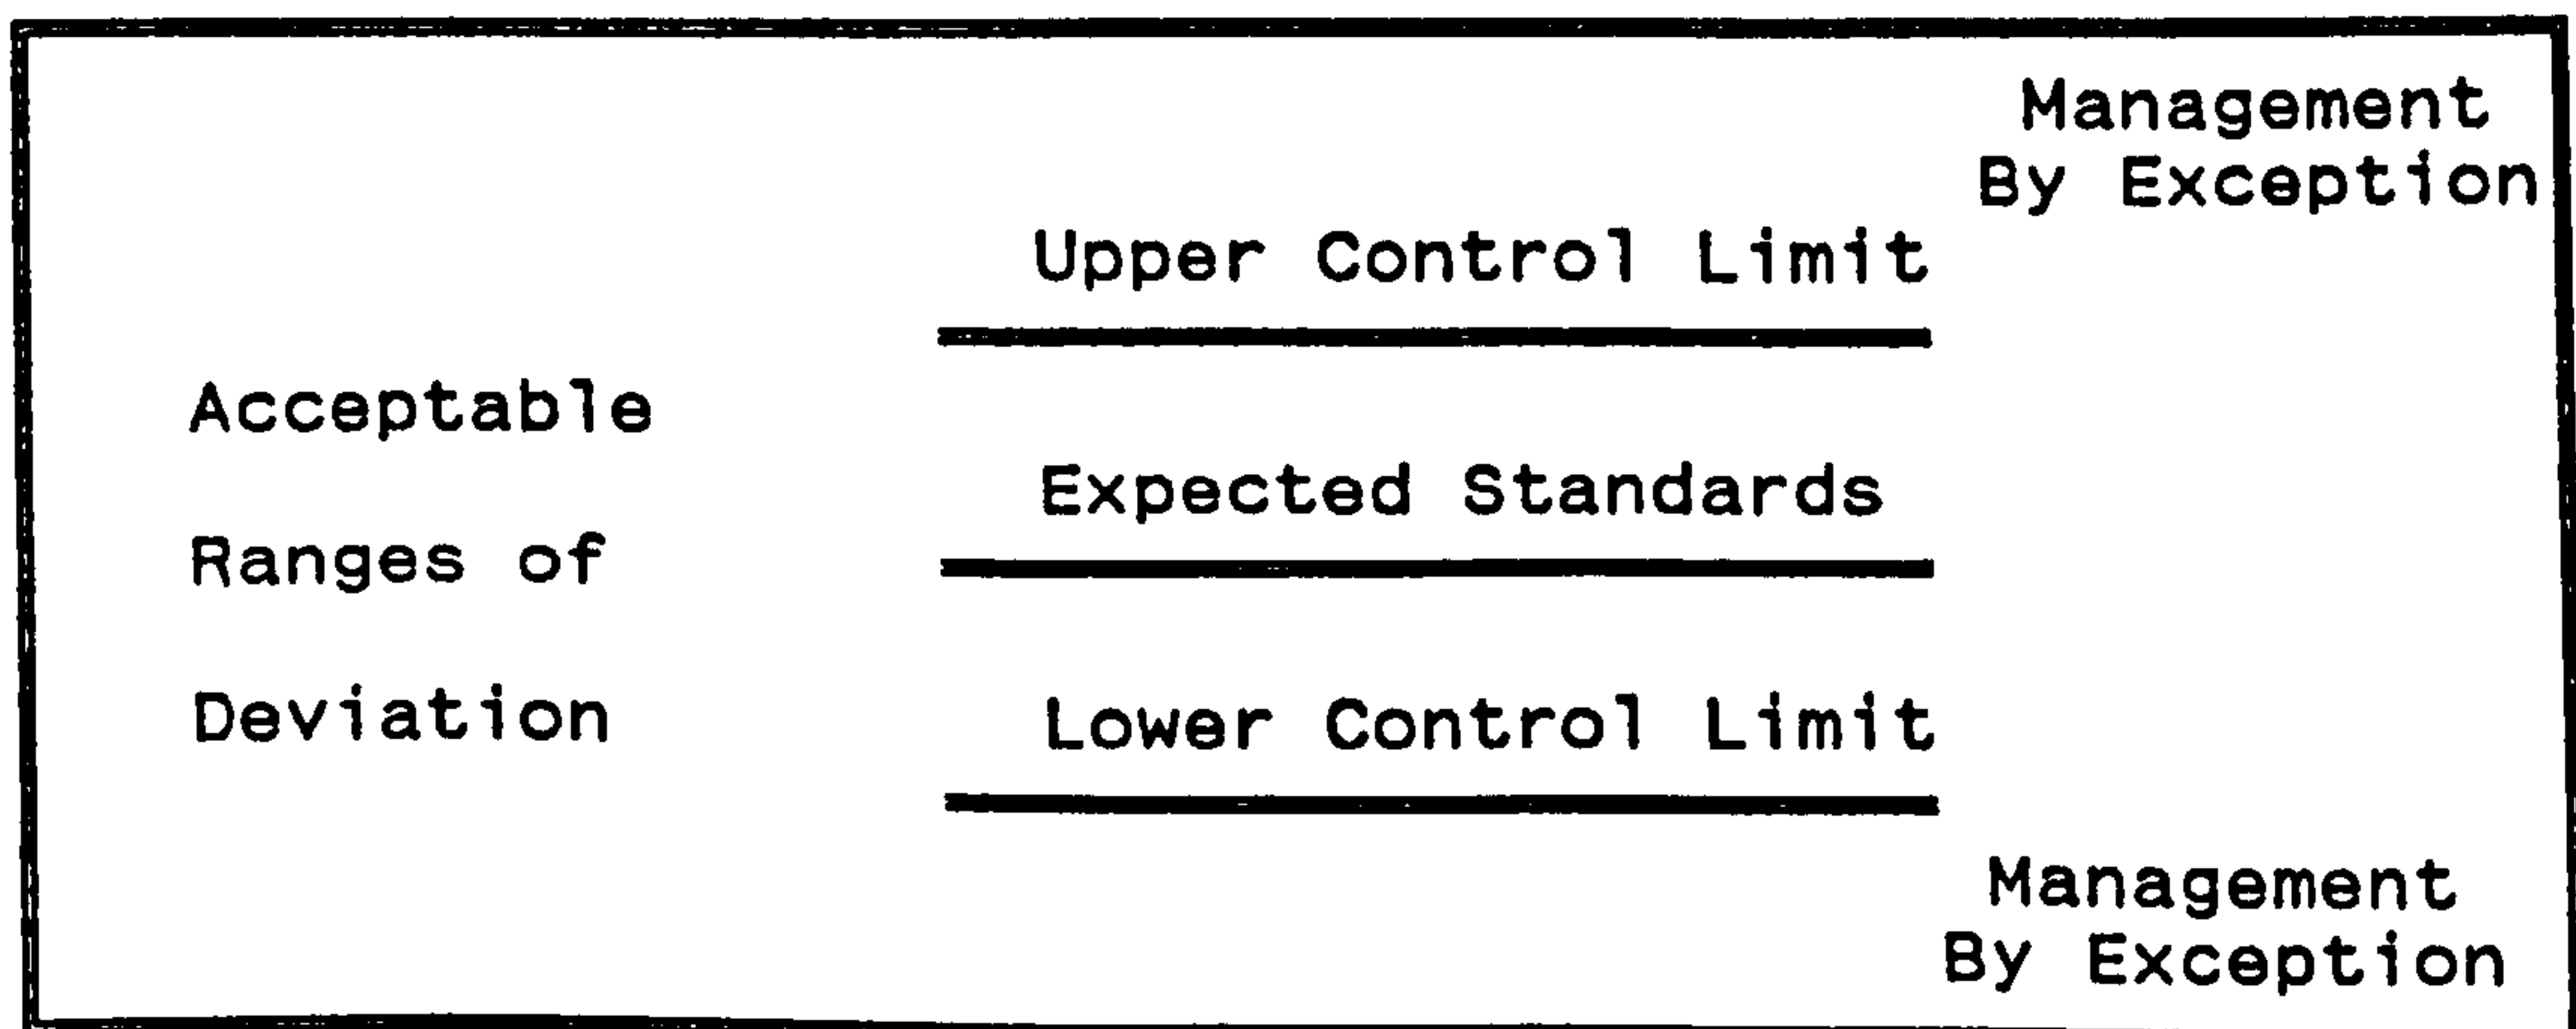 Management
By Exception
Upper Control Limit
Acceptable
Expected Standards
Ranges of
Deviation
Lower Control Limit
Management
By Exception